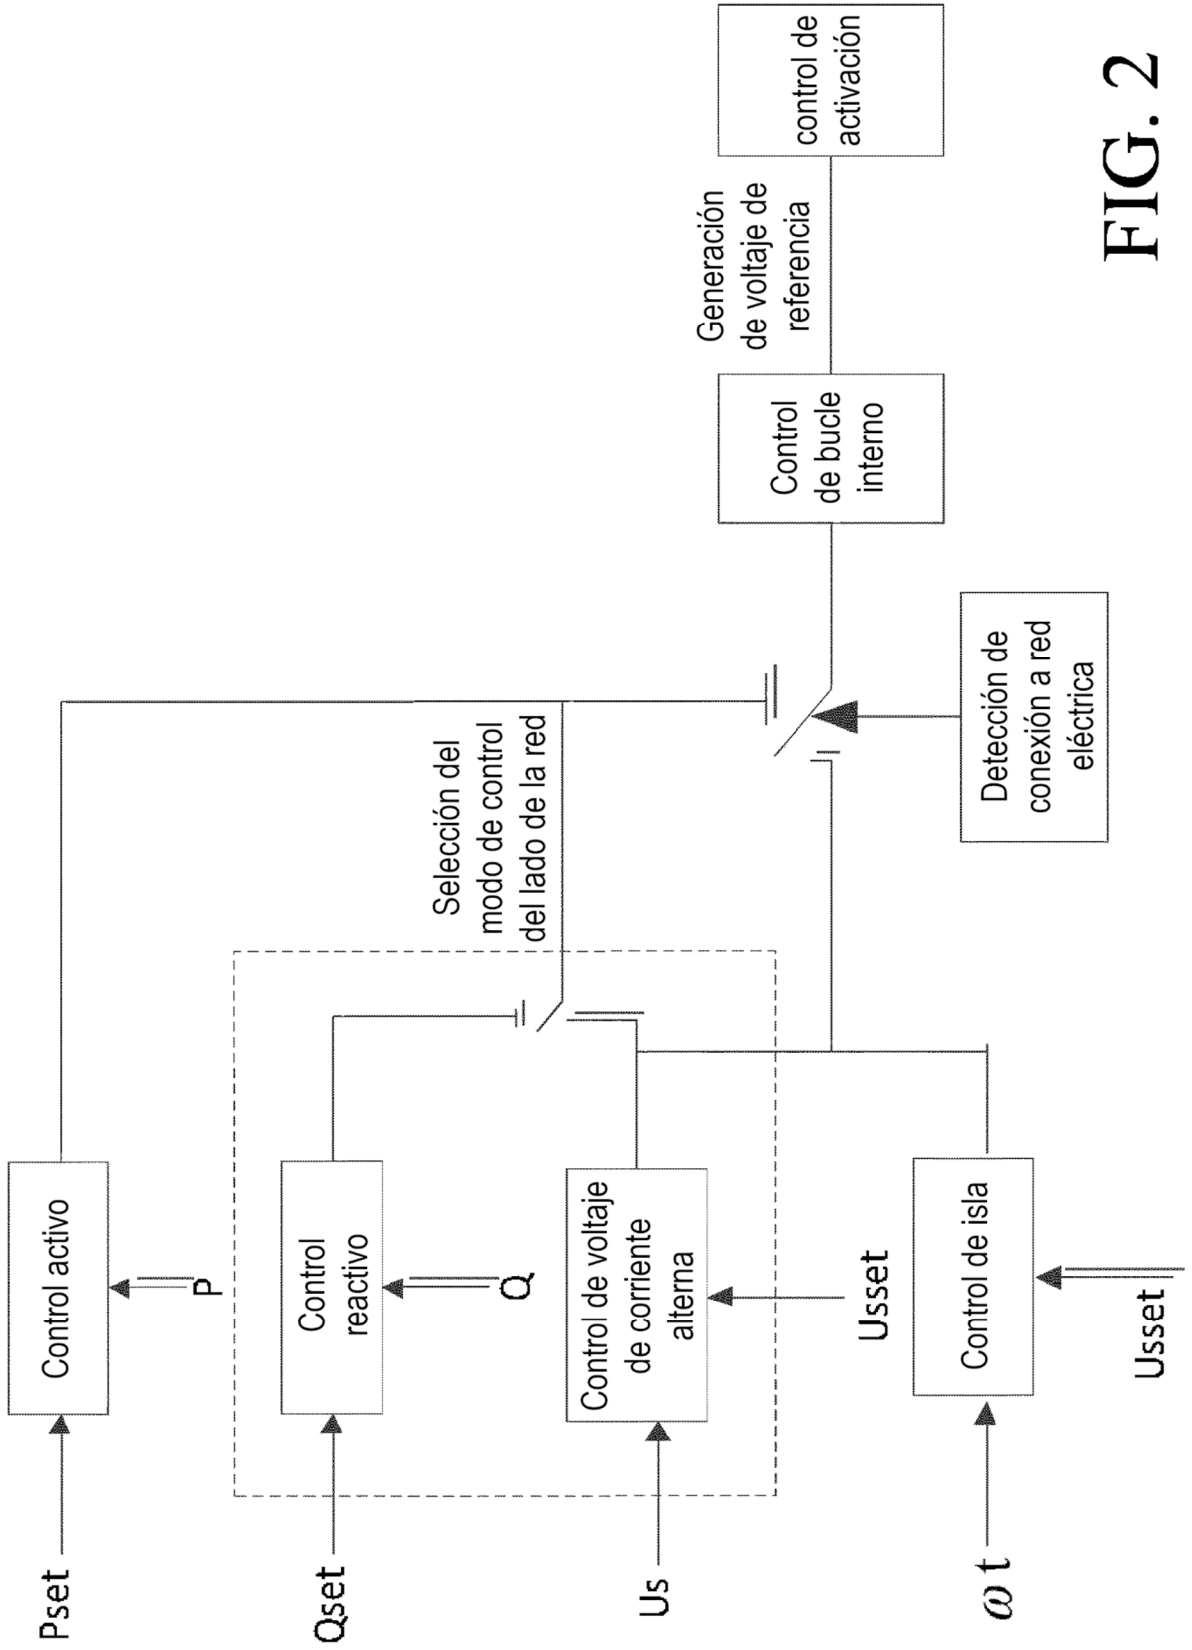 Pset
Control activo
P
Qset
Control
reactivo
Q
Us
Control de voltaje
de corriente
alterna
Usset
ω t
Control de isla
Usset
Selección del
modo de control
del lado de la red
Detección de
conexión a red
eléctrica
Control
de bucle
interno
Generación
de voltaje de
referencia
control de
activación
FIG. 2